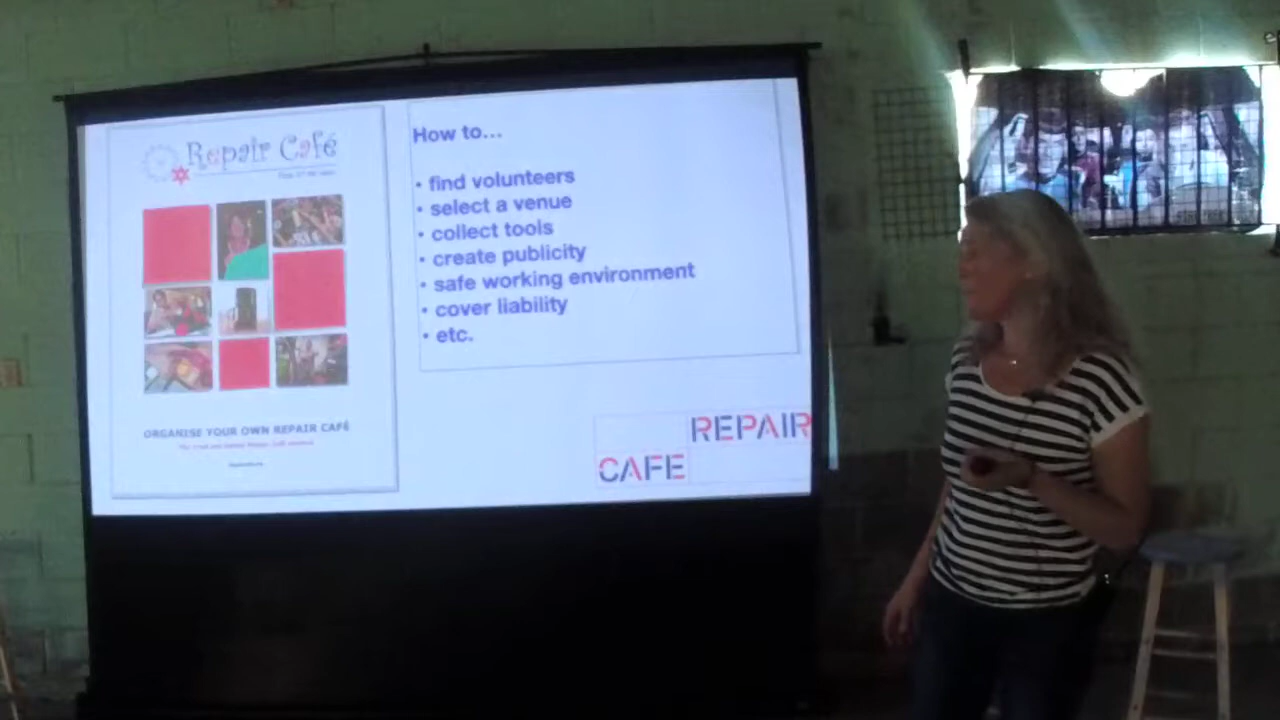 Repair Café
How to...
• find volunteers
• select a venue
• collect tools
• create publicity
• safe working environment
• cover liability
• etc.
ORGANISE YOUR OWN REPAIR CAFÉ
REPAIR
CAFE